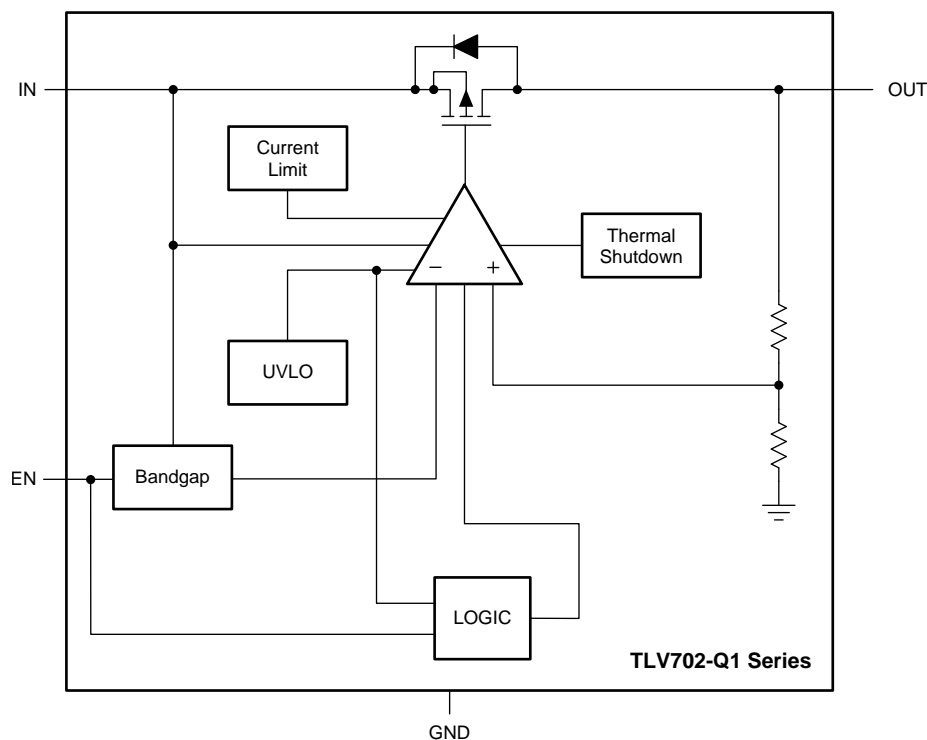 IN
OUT
Current
Limit
Thermal
Shutdown
−
+
UVLO
EN
Bandgap
LOGIC
TLV702-Q1 Series
GND